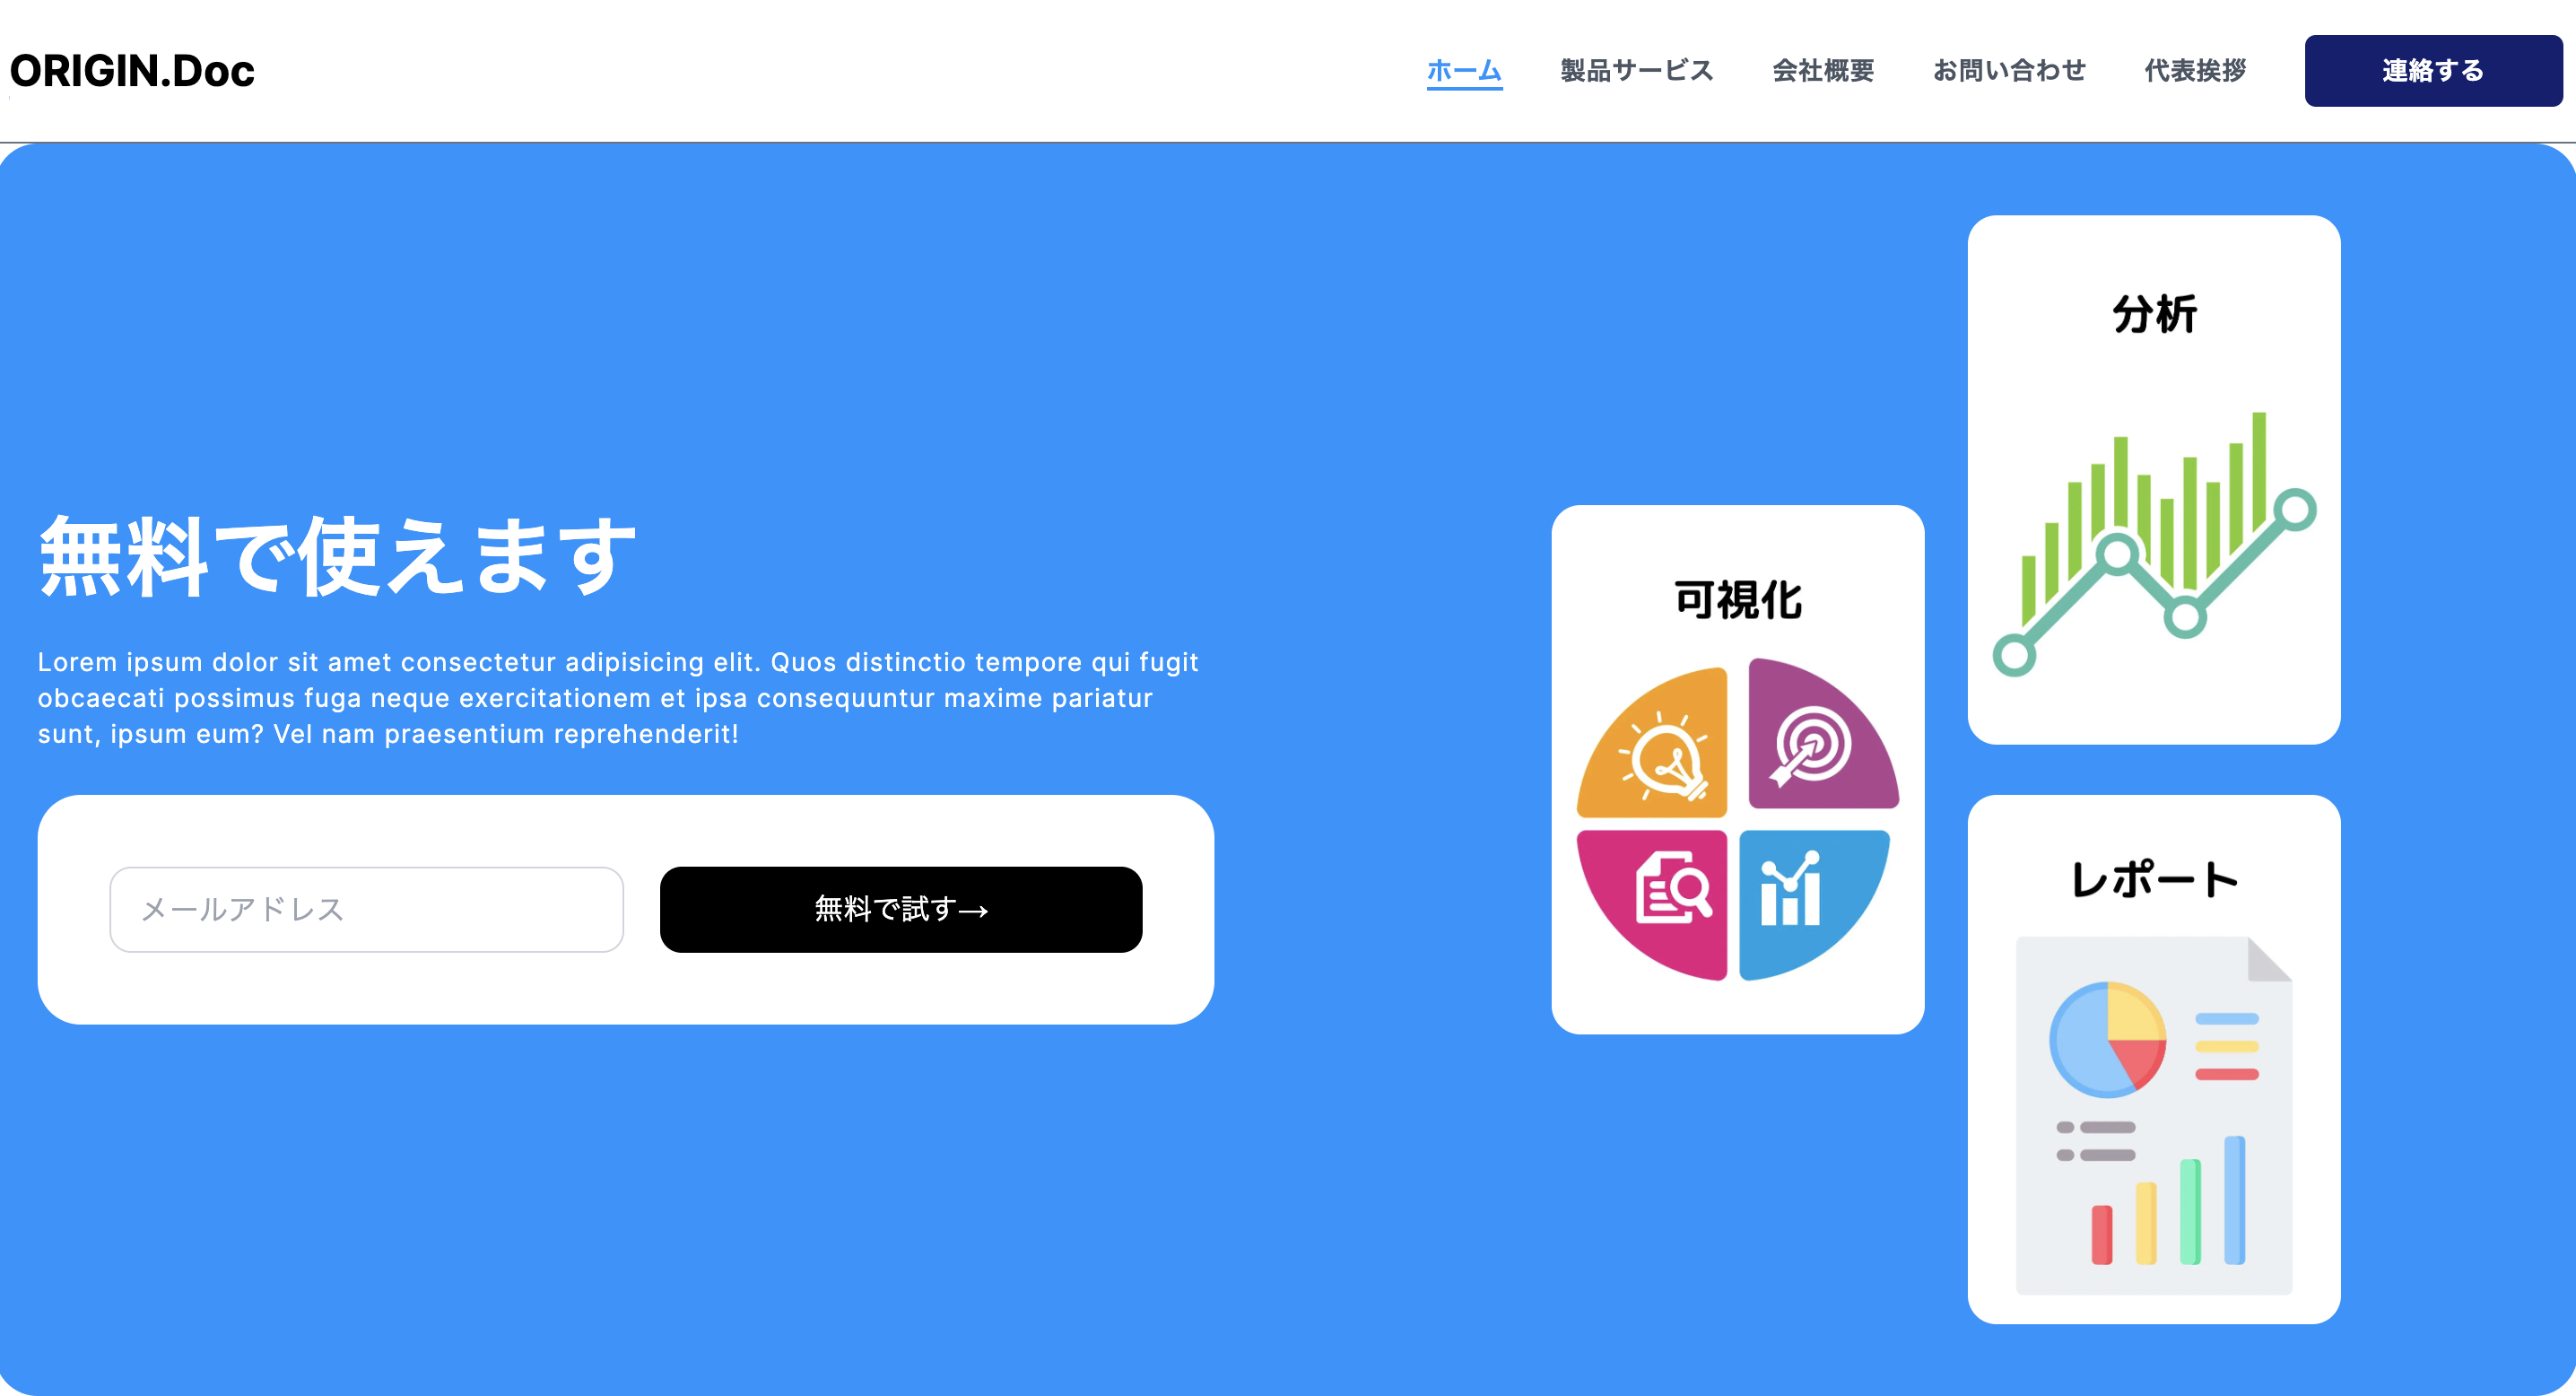 ORIGIN.Doc
ホーム
製品サービス
会社概要
お問い合わせ
代表挨拶
連絡する
無料で使えます
Lorem ipsum dolor sit amet consectetur adipisicing elit. Quos distinctio tempore qui fugit
obcaecati possimus fuga neque exercitationem et ipsa consequuntur maxime pariatur
sunt, ipsum eum? Vel nam praesentium reprehenderit!
メールアドレス
無料で試す→
可視化
分析
レポート